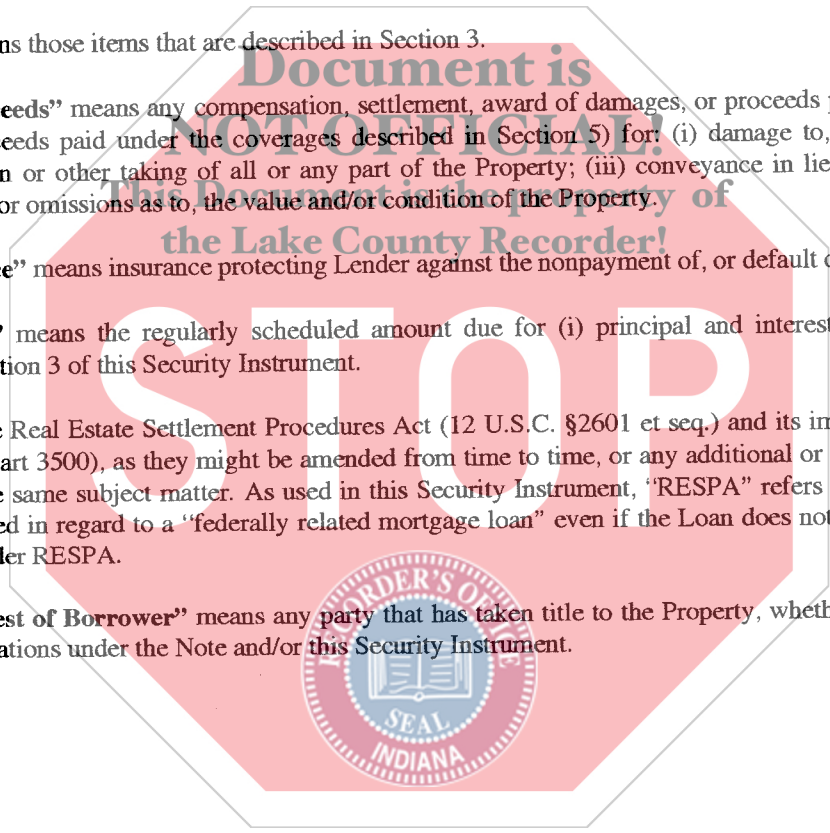 ns those items that are described in Section 3.
Document is
eeds” means any compensation, settlement, award of damages, or proceeds
NOT OFFICIAL!
eeds paid under the coverages described in Section 5) for: (i) damage to,
n or other taking of all or any part of the Property; (iii) conveyance in lie
This Document is the property of
or omissions as to, the value and/or condition of the Property.
the Lake County Recorder!
e” means insurance protecting Lender against the nonpayment of, or default
” means the regularly scheduled amount due for (i) principal and interest
tion 3 of this Security Instrument.
STOP
Real Estate Settlement Procedures Act (12 U.S.C. §2601 et seq.) and its im
art 3500), as they might be amended from time to time, or any additional or
same subject matter. As used in this Security Instrument, “RESPA” refers
ed in regard to a “federally related mortgage loan” even if the Loan does not
er RESPA.
est of Borrower” means any party that has taken title to the Property, wheth
ations under the Note and/or this Security Instrument.
RECORDER'S OFFICE
SEAL
INDIANA